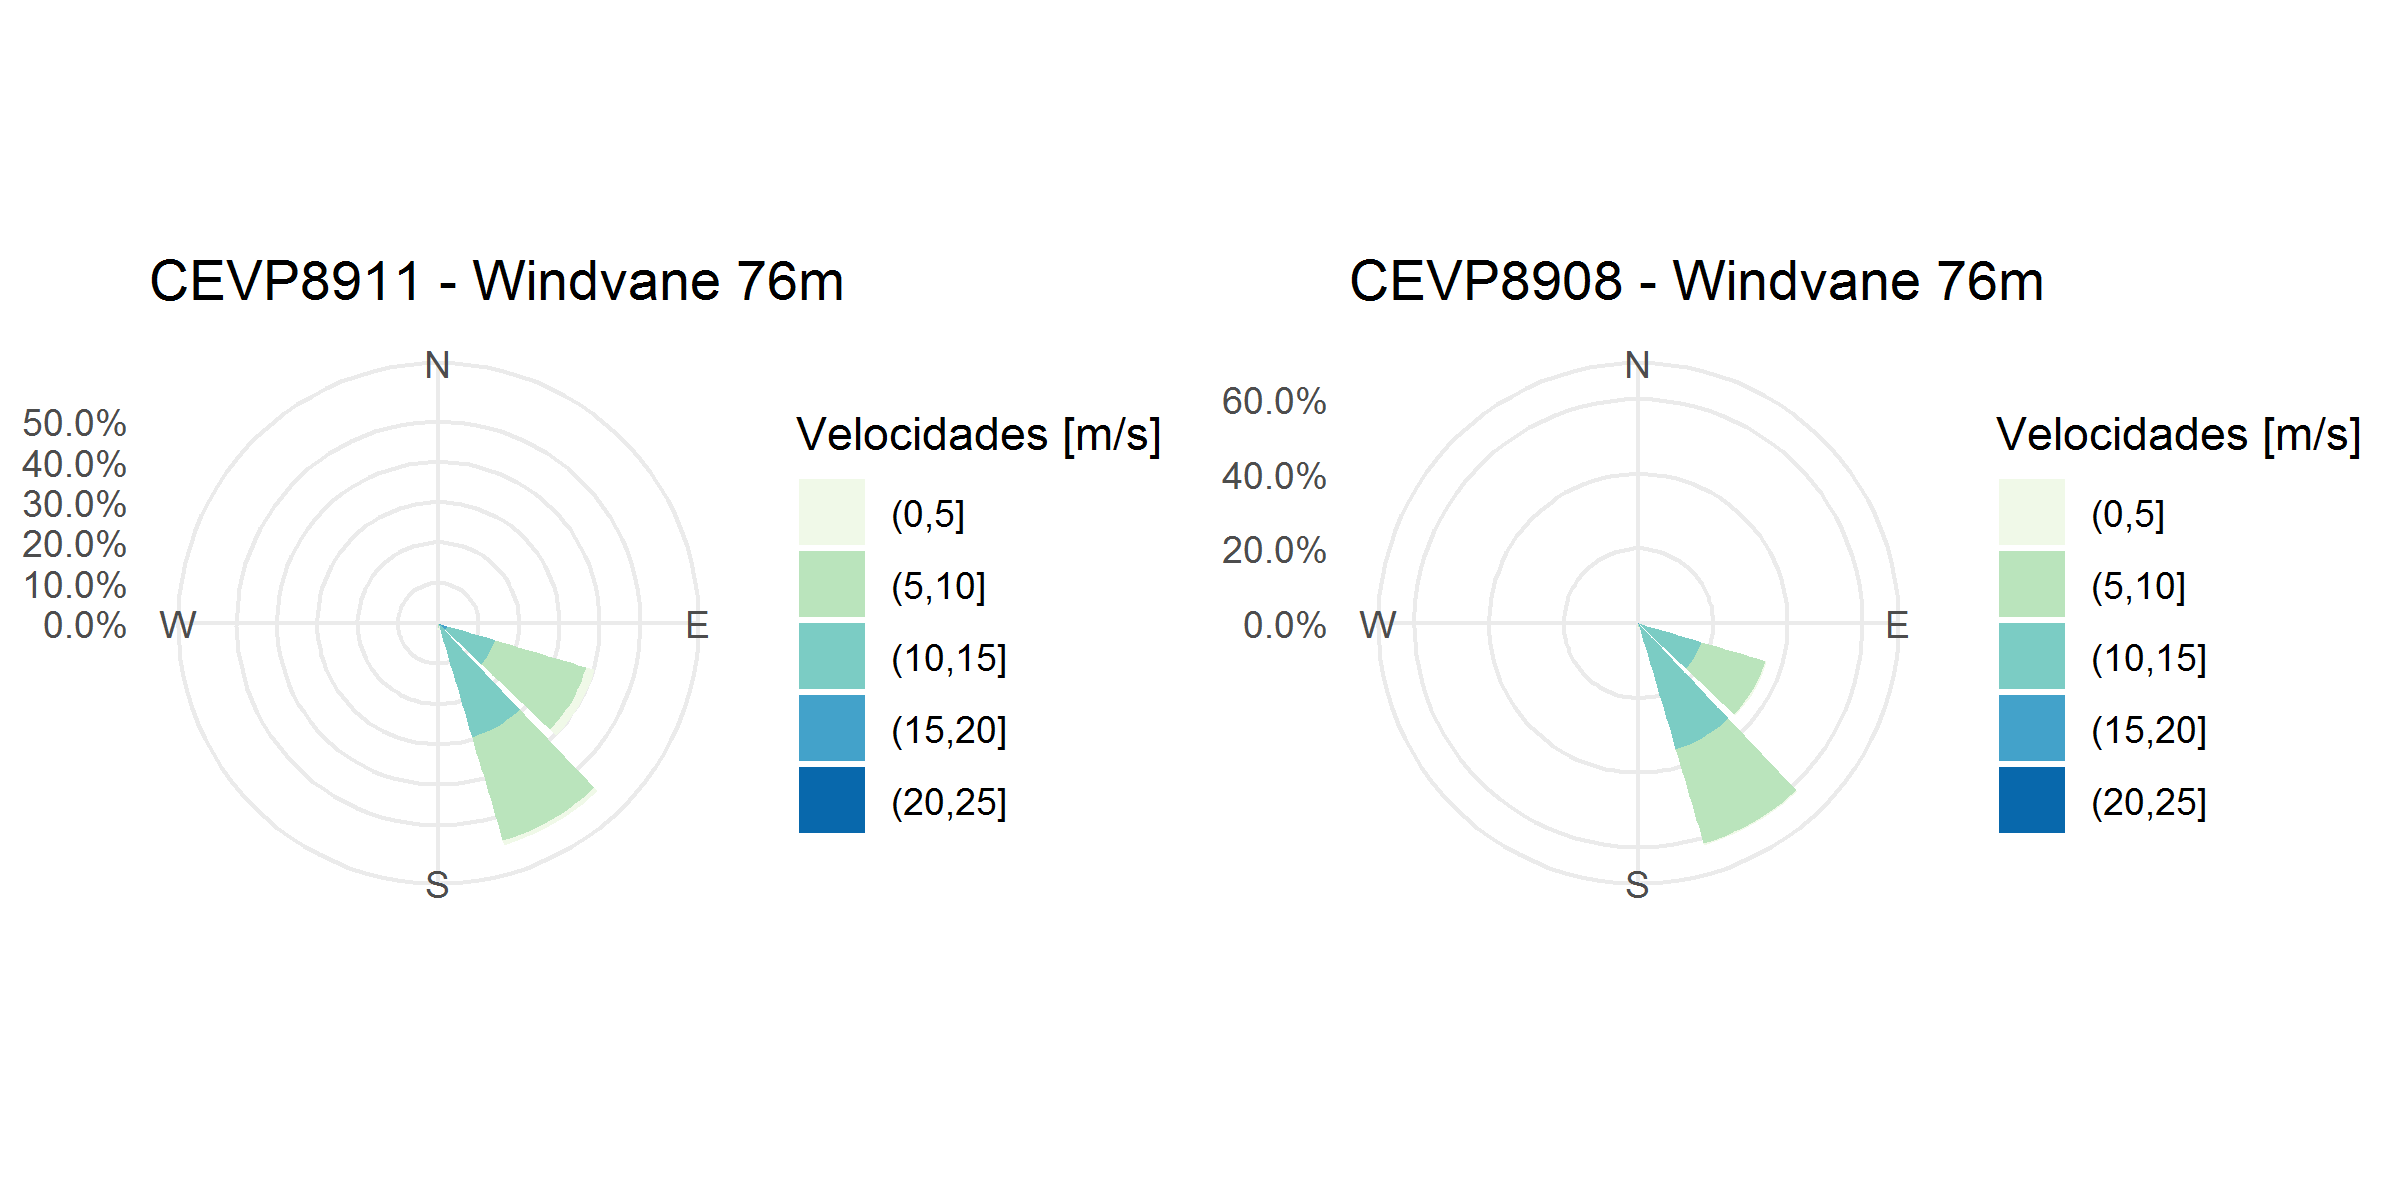 CEVP8911 - Windvane 76m
N
50.0%
40.0%
30.0%
20.0%
10.0%
0.0%
W
E
S
Velocidades [m/s]
(0,5]
(5,10]
(10,15]
(15,20]
(20,25]
CEVP8908 - Windvane 76m
N
60.0%
40.0%
20.0%
0.0%
W
E
S
Velocidades [m/s]
(0,5]
(5,10]
(10,15]
(15,20]
(20,25]